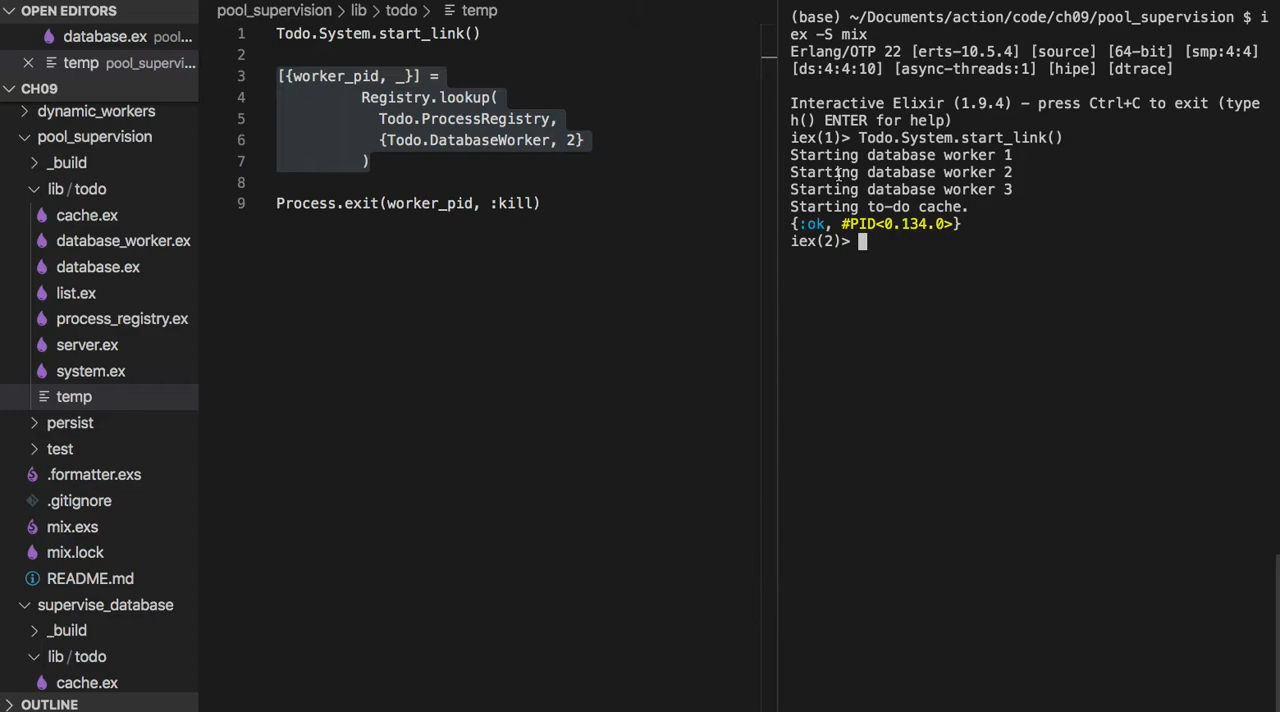 OPEN EDITORS
database.ex pool...
temp pool_supervi...
CH09
dynamic_workers
pool_supervision
_build
lib / todo
cache.ex
database_worker.ex
database.ex
list.ex
process_registry.ex
server.ex
system.ex
temp
persist
test
.formatter.exs
.gitignore
mix.exs
mix.lock
README.md
supervise_database
_build
lib / todo
cache.ex
OUTLINE
pool_supervision > lib > todo > temp
1 Todo.System.start_link()
2
3 [{worker_pid, _}] =
4 Registry.lookup(
5 Todo.ProcessRegistry,
6 {Todo.DatabaseWorker, 2}
7 )
8
9 Process.exit(worker_pid, :kill)
(base) ~/Documents/action/code/ch09/pool_supervision $ i
ex -S mix
Erlang/OTP 22 [erts-10.5.4] [source] [64-bit] [smp:4:4]
[ds:4:4:10] [async-threads:1] [hipe] [dtrace]
Interactive Elixir (1.9.4) - press Ctrl+C to exit (type
h() ENTER for help)
iex(1)> Todo.System.start_link()
Starting database worker 1
Starting database worker 2
Starting database worker 3
Starting to-do cache.
{:ok, #PID<0.134.0>}
iex(2)>